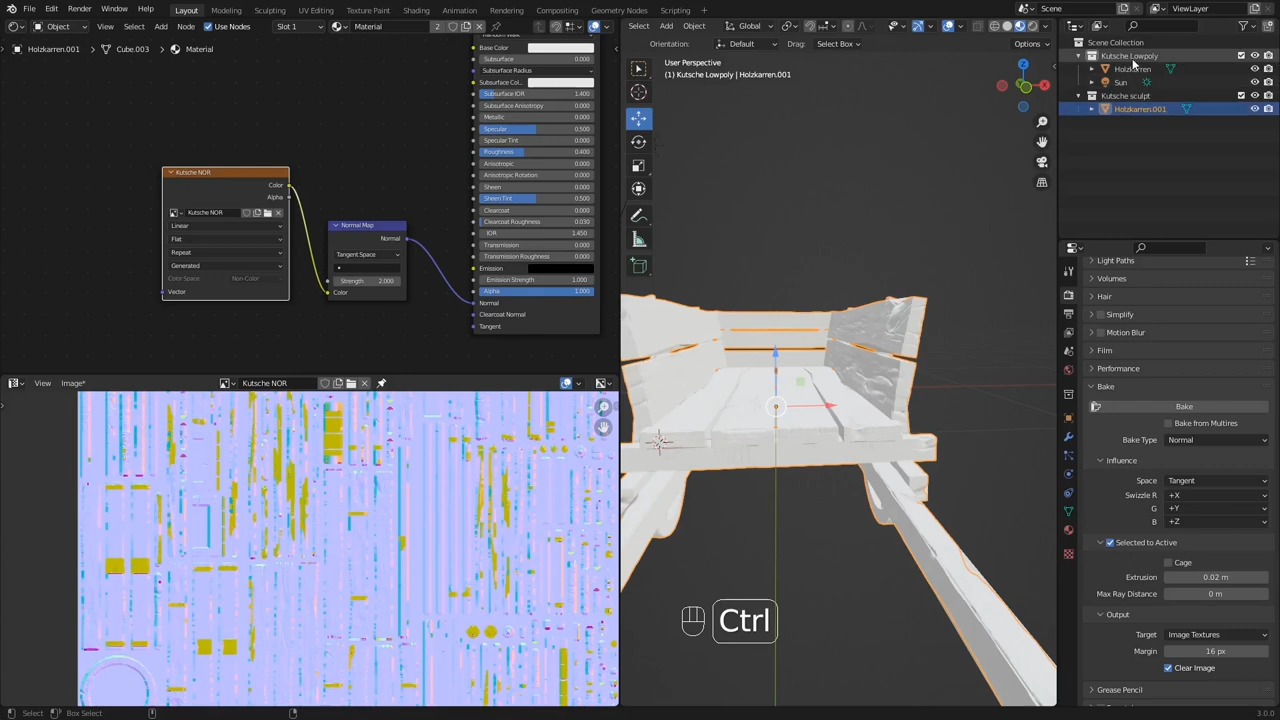 File Edit Render Window Help Layout Modeling Sculpting UV Editing Texture Paint Shading Animation Rendering Compositing Geometry Nodes Scripting Scene ViewLayer
Object View Select Add Node Use Nodes Slot 1 Material 2
Select Add Object Global Options
Orientation: Default Drag: Select Box
Holzkarren.001 Cube.003 Material
User Perspective
(1) Kutsche Lowpoly | Holzkarren.001
Base Color
Subsurface 0.000
Subsurface Radius
Subsurface Col..
Subsurface IOR 1.400
Subsurface Anisotropy 0.000
Metallic 0.000
Specular 0.500
Specular Tint 0.000
Roughness 0.400
Anisotropic 0.000
Anisotropic Rotation 0.000
Sheen 0.000
Sheen Tint 0.500
Clearcoat 0.000
Clearcoat Roughness 0.030
IOR 1.450
Transmission 0.000
Transmission Roughness 0.000
Emission
Emission Strength 1.000
Alpha 1.000
Normal
Clearcoat Normal
Tangent
Kutsche NOR
Color
Alpha
Kutsche NOR
Linear
Flat
Repeat
Generated
Color Space Non-Color
Vector
Normal Map
Normal
Tangent Space
Strength 2.000
Color
View Image* Kutsche NOR
Ctrl
Scene Collection
Kutsche Lowpoly
Holzkarren
Sun
Kutsche sculpt
Holzkarren.001
Light Paths
Volumes
Hair
Simplify
Motion Blur
Film
Performance
Bake
Bake
Bake from Multires
Bake Type Normal
Influence
Space Tangent
Swizzle R +X
G +Y
B +Z
Selected to Active
Cage
Extrusion 0.02 m
Max Ray Distance 0 m
Output
Target Image Textures
Margin 16 px
Clear Image
Grease Pencil
Select Box Select 3.0.0